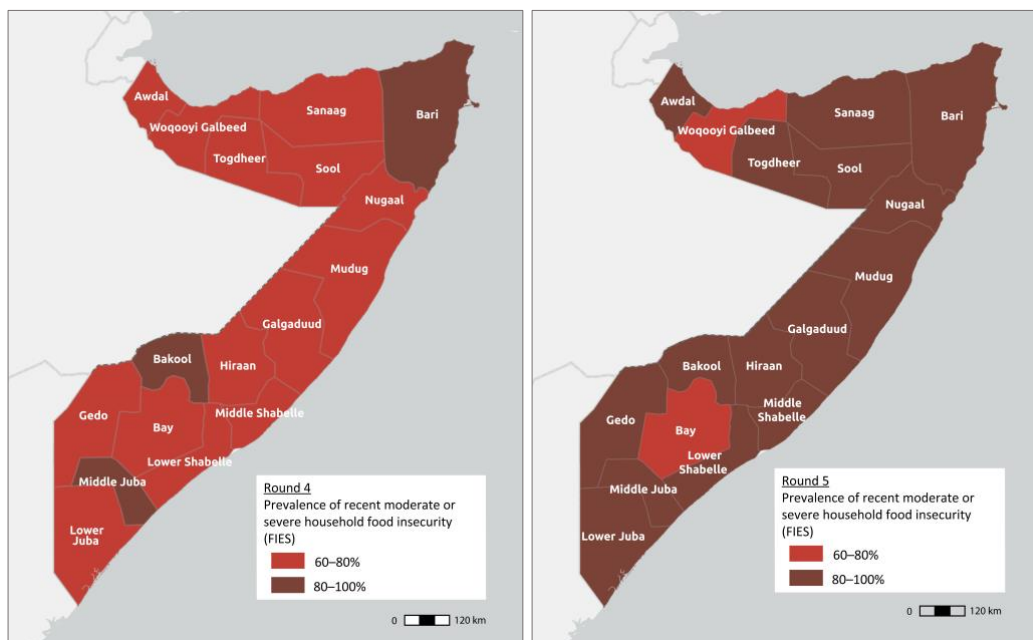 Awdal
Sanaag
Bari
Woqooyi Galbeed
Togdheer
Sool
Nugaal
Mudug
Galgaduud
Bakool
Hiraan
Gedo
Middle Shabelle
Bay
Lower Shabelle
Middle Juba
Lower
Juba
Round 4
Prevalence of recent moderate or
severe household food insecurity
(FIES)
60–80%
80–100%
0 120 km
Awdal
Sanaag
Bari
Woqooyi Galbeed
Togdheer
Sool
Nugaal
Mudug
Galgaduud
Bakool
Hiraan
Middle
Shabelle
Gedo
Bay
Lower
Shabelle
Middle Juba
Lower Juba
Round 5
Prevalence of recent moderate or
severe household food insecurity
(FIES)
60–80%
80–100%
0 120 km